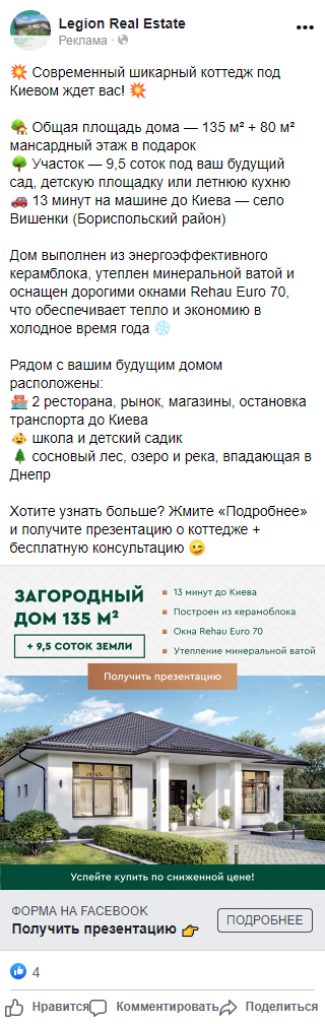 Legion Real Estate
Реклама ·
💥 Современный шикарный коттедж под
Киевом ждет вас! 💥
🏡 Общая площадь дома — 135 м² + 80 м²
мансардный этаж в подарок
🌳 Участок — 9,5 соток под ваш будущий
сад, детскую площадку или летнюю кухню
🚗 13 минут на машине до Киева — село
Вишенки (Бориспольский район)
Дом выполнен из энергоэффективного
керамблока, утеплен минеральной ватой и
оснащен дорогими окнами Rehau Euro 70,
что обеспечивает тепло и экономию в
холодное время года ❄️
Рядом с вашим будущим домом
расположены:
🏪 2 ресторана, рынок, магазины, остановка
транспорта до Киева
👶 школа и детский садик
🌲 сосновый лес, озеро и река, впадающая в
Днепр
Хотите узнать больше? Жмите «Подробнее»
и получите презентацию о коттедже +
бесплатную консультацию 😉
ЗАГОРОДНЫЙ
ДОМ 135 М²
+ 9,5 СОТОК ЗЕМЛИ
13 минут до Киева
Построен из керамоблока
Окна Rehau Euro 70
Утепление минеральной ватой
Получить презентацию
Успейте купить по сниженной цене!
ФОРМА НА FACEBOOK
Получить презентацию 👉
ПОДРОБНЕЕ
4
Нравится Комментировать Поделиться